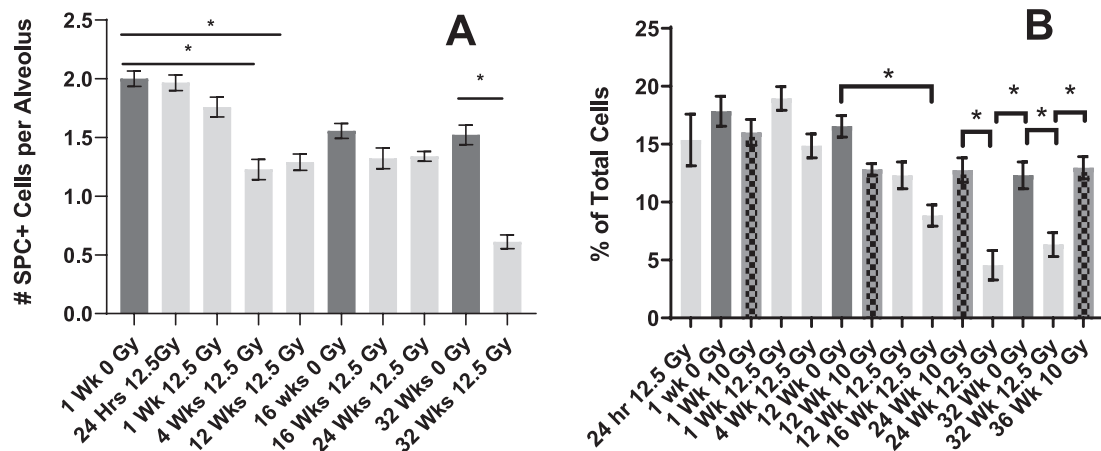 A
# SPC+ Cells per Alveolus
2.5
2.0
1.5
1.0
0.5
0.0
*
*
*
1 Wk 0 Gy
24 Hrs 12.5Gy
1 Wk 12.5 Gy
4 Wks 12.5 Gy
12 Wks 12.5 Gy
16 wks 0 Gy
16 Wks 12.5 Gy
24 Wks 12.5 Gy
32 Wks 0 Gy
32 Wks 12.5 Gy
B
% of Total Cells
25
20
15
10
5
0
*
*
*
*
*
24 hr 12.5 Gy
1 wk 0 Gy
1 Wk 10 Gy
1 Wk 12.5 Gy
4 Wk 12.5 Gy
12 Wk 0 Gy
12 Wk 10 Gy
12 Wk 12.5 Gy
16 Wk 12.5 Gy
24 Wk 10 Gy
24 Wk 12.5 Gy
32 Wk 0 Gy
32 Wk 12.5 Gy
36 Wk 10 Gy